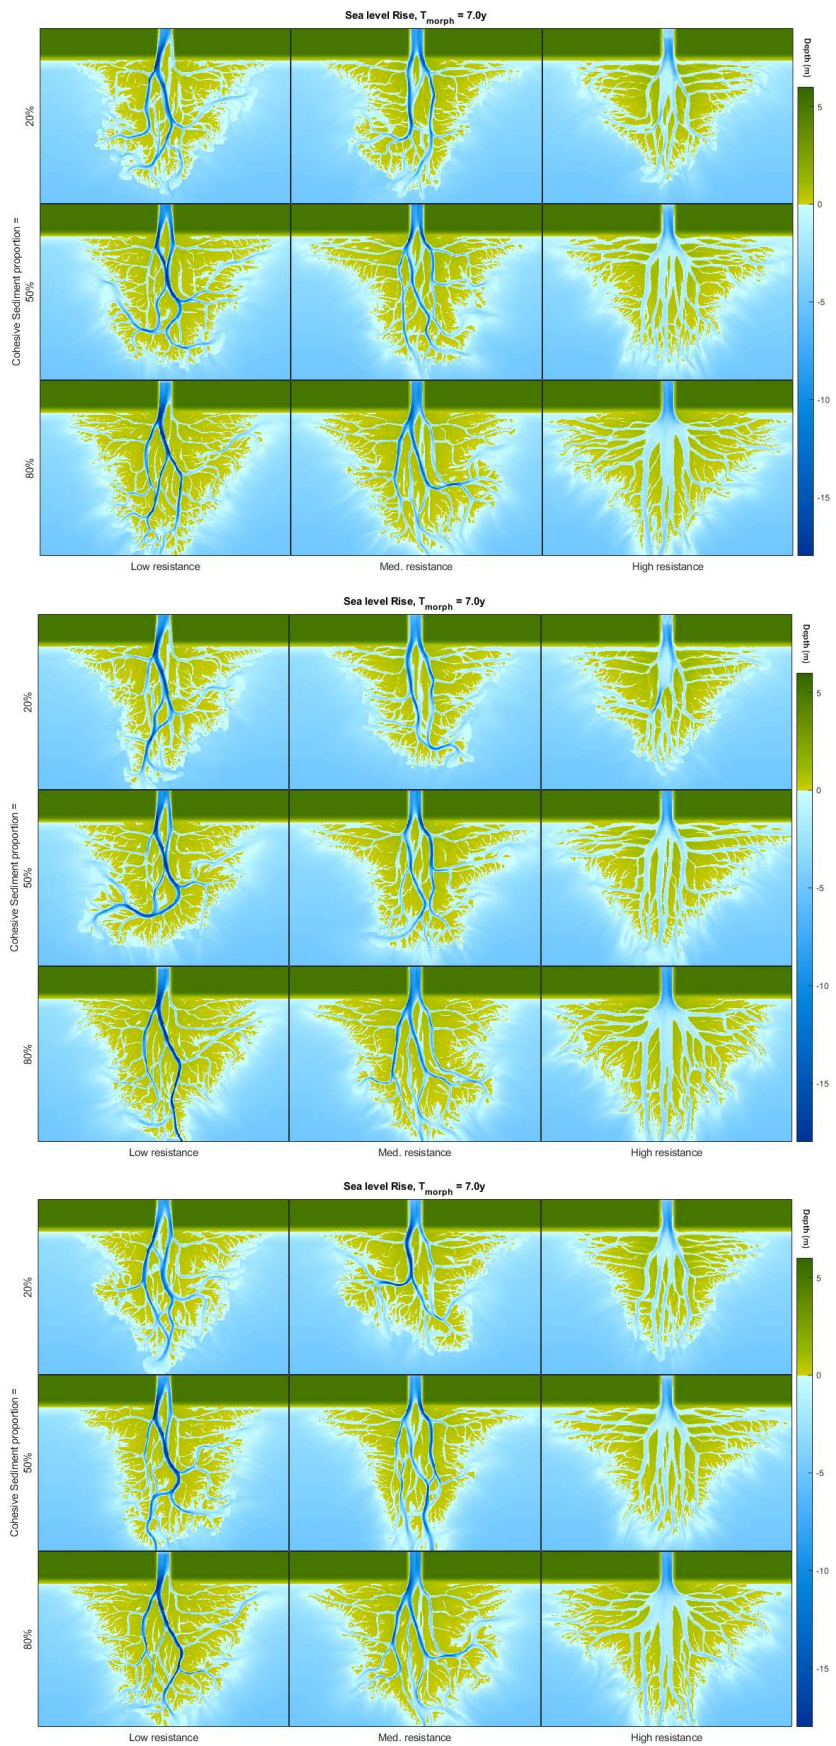 Sea level Rise, Tmorph = 7.0y
Depth (m)
5
0
-5
-10
-15
Cohesive Sediment proportion =
20%
50%
80%
Low resistance
Med. resistance
High resistance
Sea level Rise, Tmorph = 7.0y
Depth (m)
5
0
-5
-10
-15
Cohesive Sediment proportion =
20%
50%
80%
Low resistance
Med. resistance
High resistance
Sea level Rise, Tmorph = 7.0y
Depth (m)
5
0
-5
-10
-15
Cohesive Sediment proportion =
20%
50%
80%
Low resistance
Med. resistance
High resistance